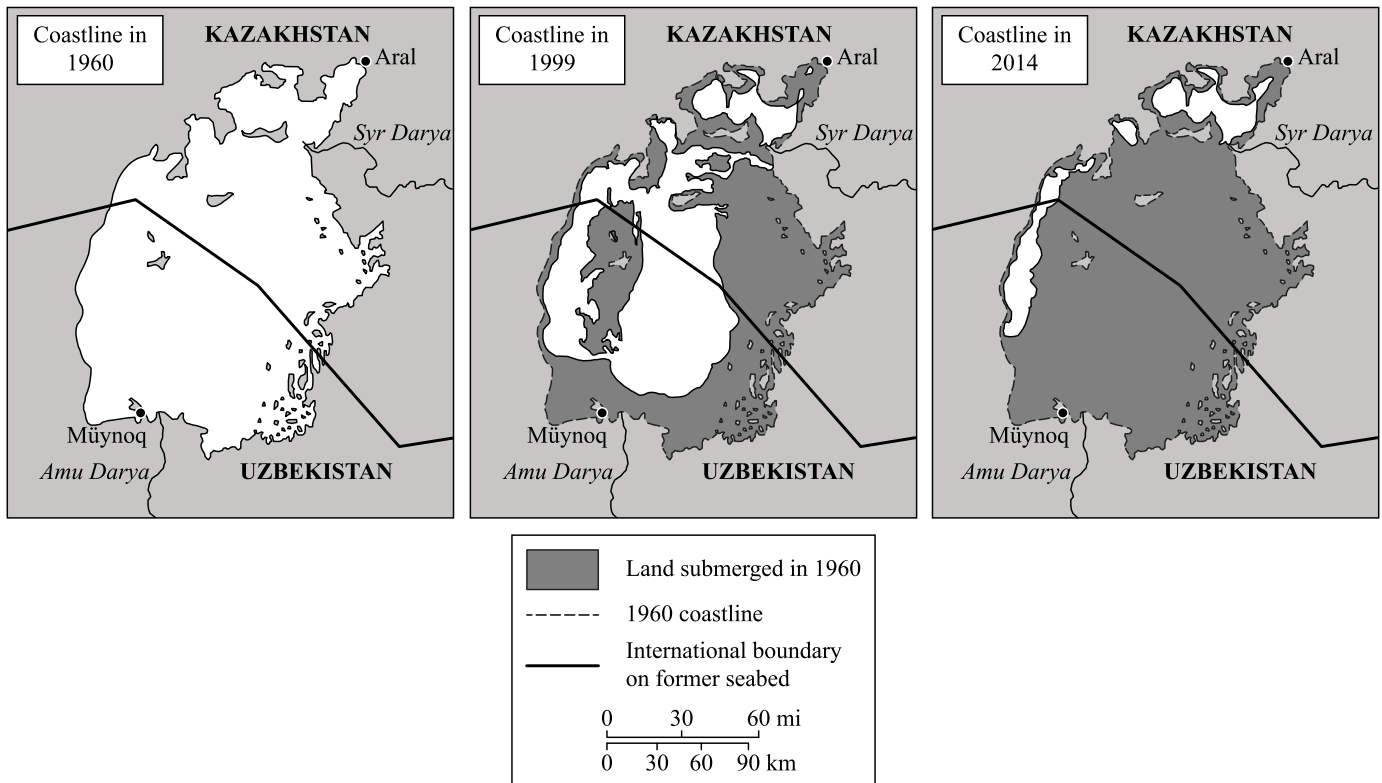 Coastline in
1960
KAZAKHSTAN
Aral
Syr Darya
Müynoq
Amu Darya
UZBEKISTAN
Coastline in
1999
KAZAKHSTAN
Aral
Syr Darya
Müynoq
Amu Darya
UZBEKISTAN
Coastline in
2014
KAZAKHSTAN
Aral
Syr Darya
Müynoq
Amu Darya
UZBEKISTAN
Land submerged in 1960
1960 coastline
International boundary
on former seabed
0 30 60 mi
0 30 60 90 km